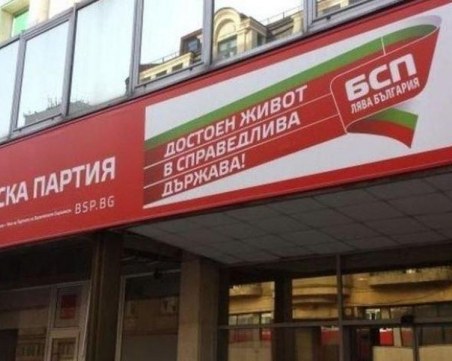 СКА ПАРТИЯ
BSP.BG
ДОСТОЕН ЖИВОТ
В СПРАВЕДЛИВА
ДЪРЖАВА!
БСП
ЛЯВА БЪЛГАРИЯ